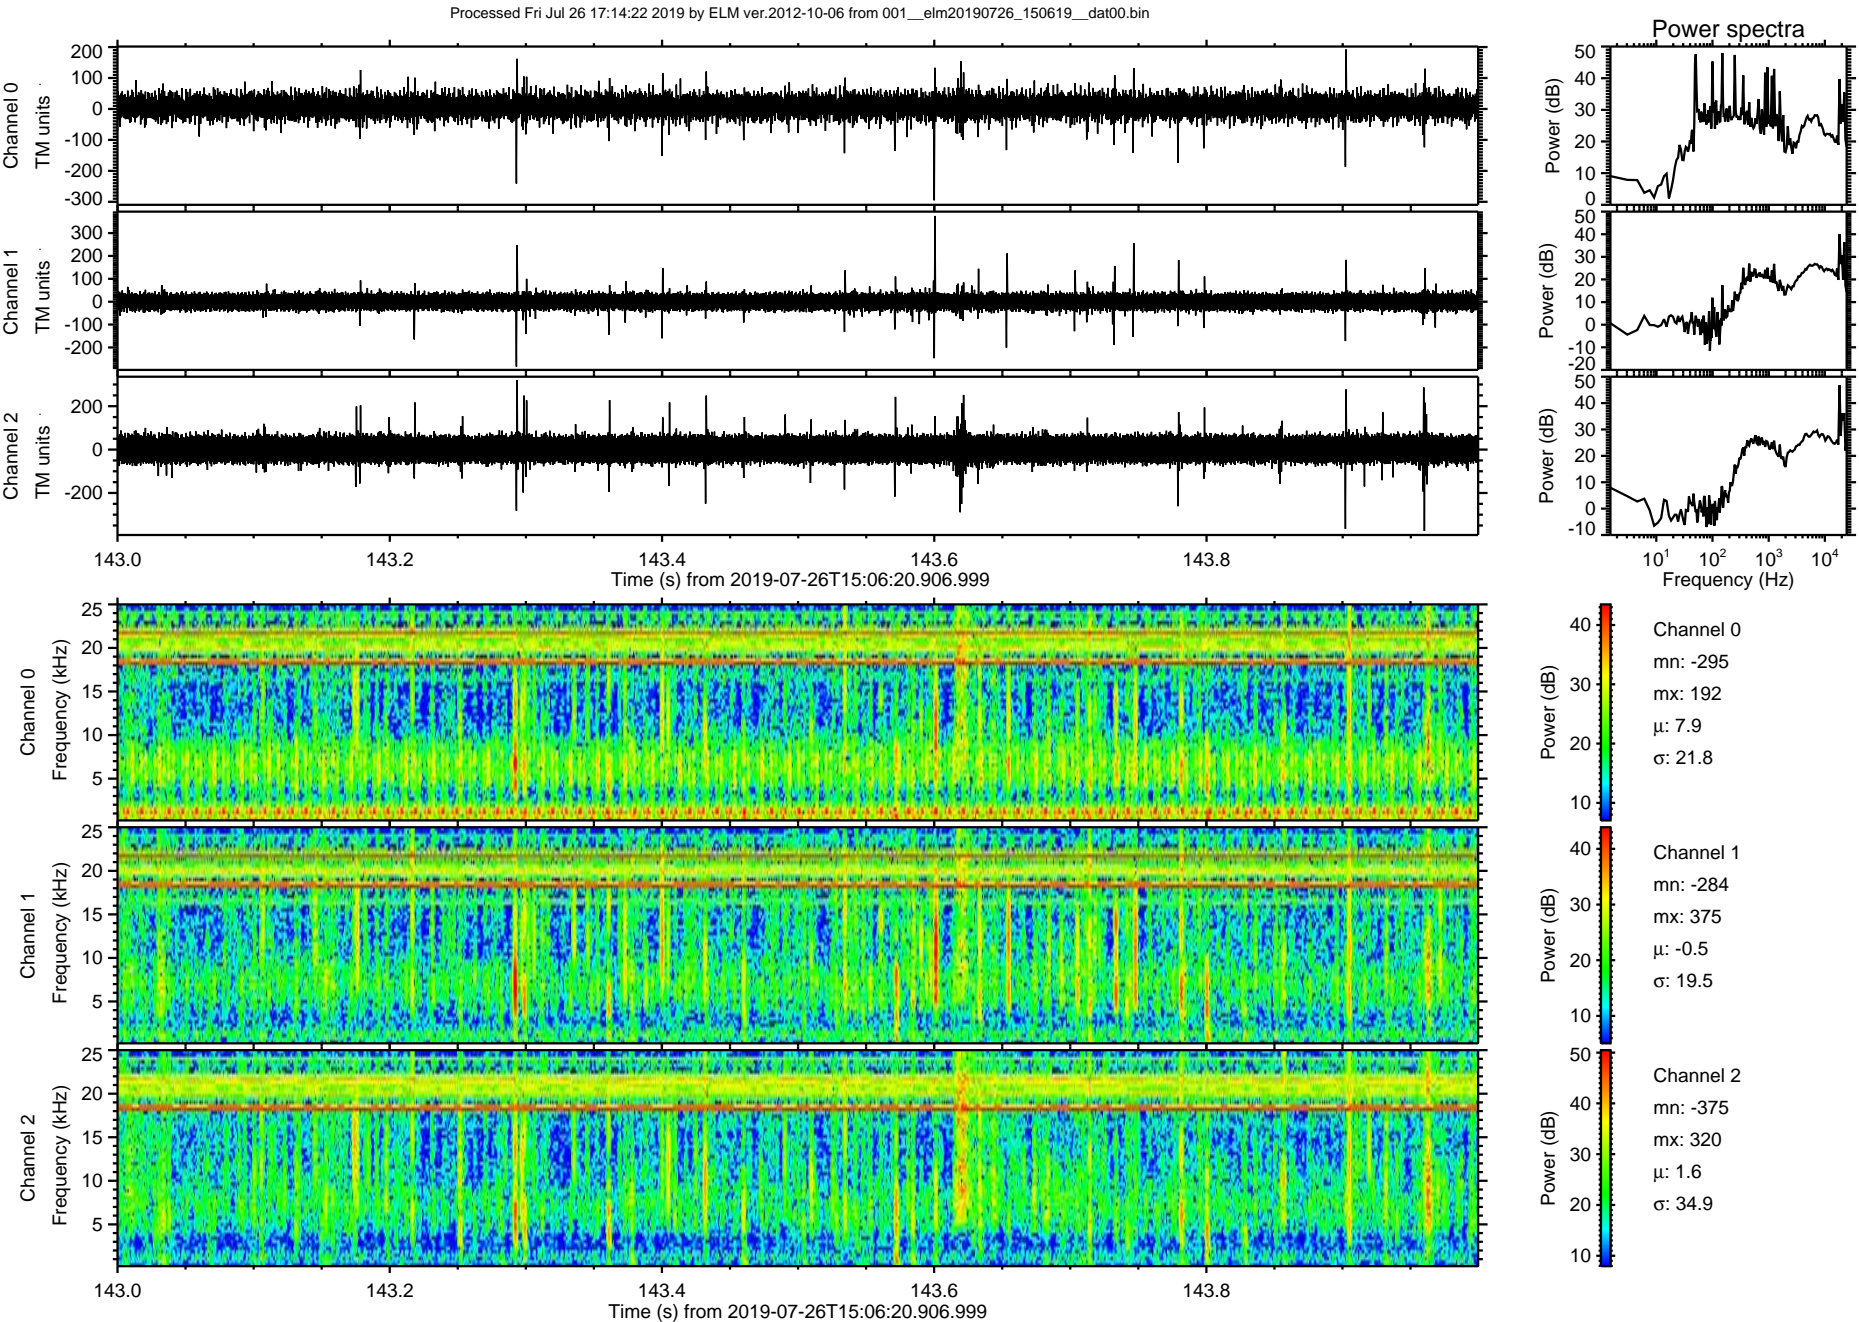 Processed Fri Jul 26 17:14:22 2019 by ELM ver.2012-10-06 from 001__elm20190726_150619__dat00.bin
Power spectra
Channel 0
TM units
200
100
0
-100
-200
-300
Power (dB)
50
40
30
20
10
0
Channel 1
TM units
300
200
100
0
-100
-200
Power (dB)
50
40
30
20
10
0
-10
-20
Channel 2
TM units
200
0
-200
Power (dB)
50
40
30
20
10
0
-10
143.0 143.2 143.4 143.6 143.8
Time (s) from 2019-07-26T15:06:20.906.999
10^1 10^2 10^3 10^4
Frequency (Hz)
Channel 0
Frequency (kHz)
25
20
15
10
5
Power (dB)
40
30
20
10
Channel 0
mn: -295
mx: 192
μ: 7.9
σ: 21.8
Channel 1
Frequency (kHz)
25
20
15
10
5
Power (dB)
40
30
20
10
Channel 1
mn: -284
mx: 375
μ: -0.5
σ: 19.5
Channel 2
Frequency (kHz)
25
20
15
10
5
Power (dB)
50
40
30
20
10
Channel 2
mn: -375
mx: 320
μ: 1.6
σ: 34.9
143.0 143.2 143.4 143.6 143.8
Time (s) from 2019-07-26T15:06:20.906.999